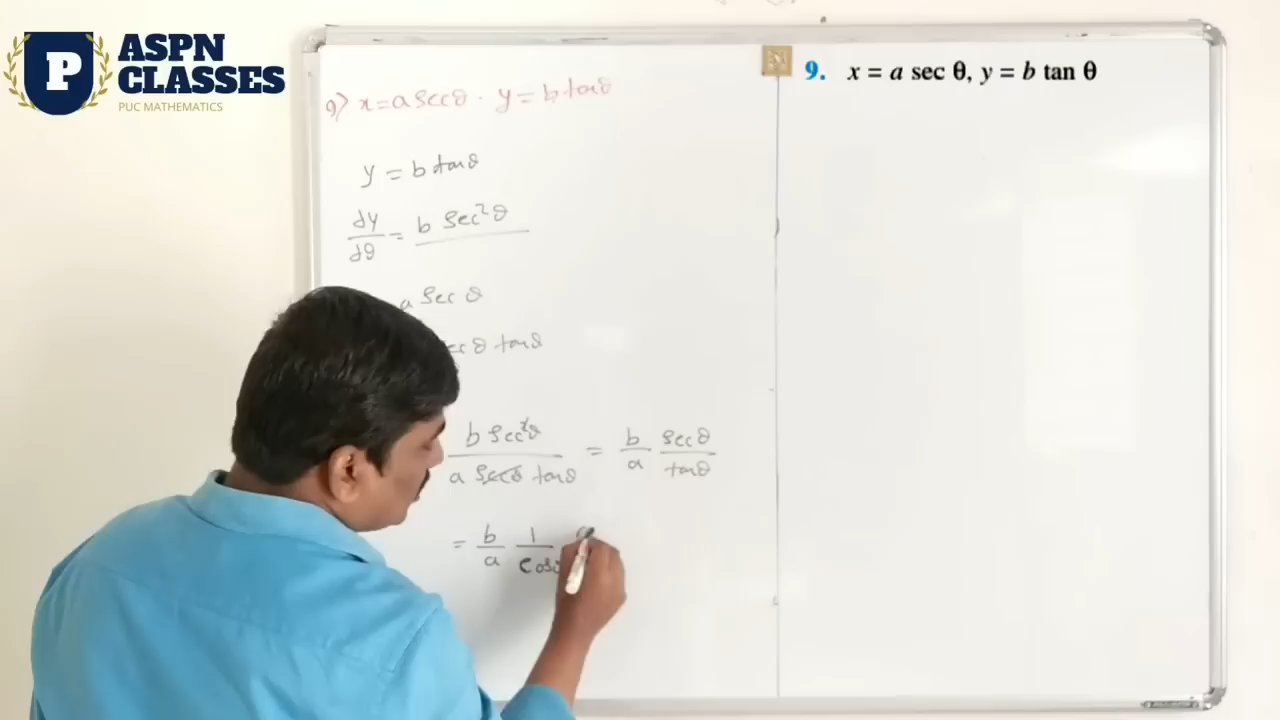 P
ASPN
CLASSES
PUC MATHEMATICS
9) x = a secθ . y = b tanθ
y = b tanθ
dy/dθ = b sec²θ
a sec θ
ec θ tanθ
b sec²θ / a secθ tanθ = b/a secθ/tanθ
= b/a 1/cosθ
9. x = a sec θ, y = b tan θ